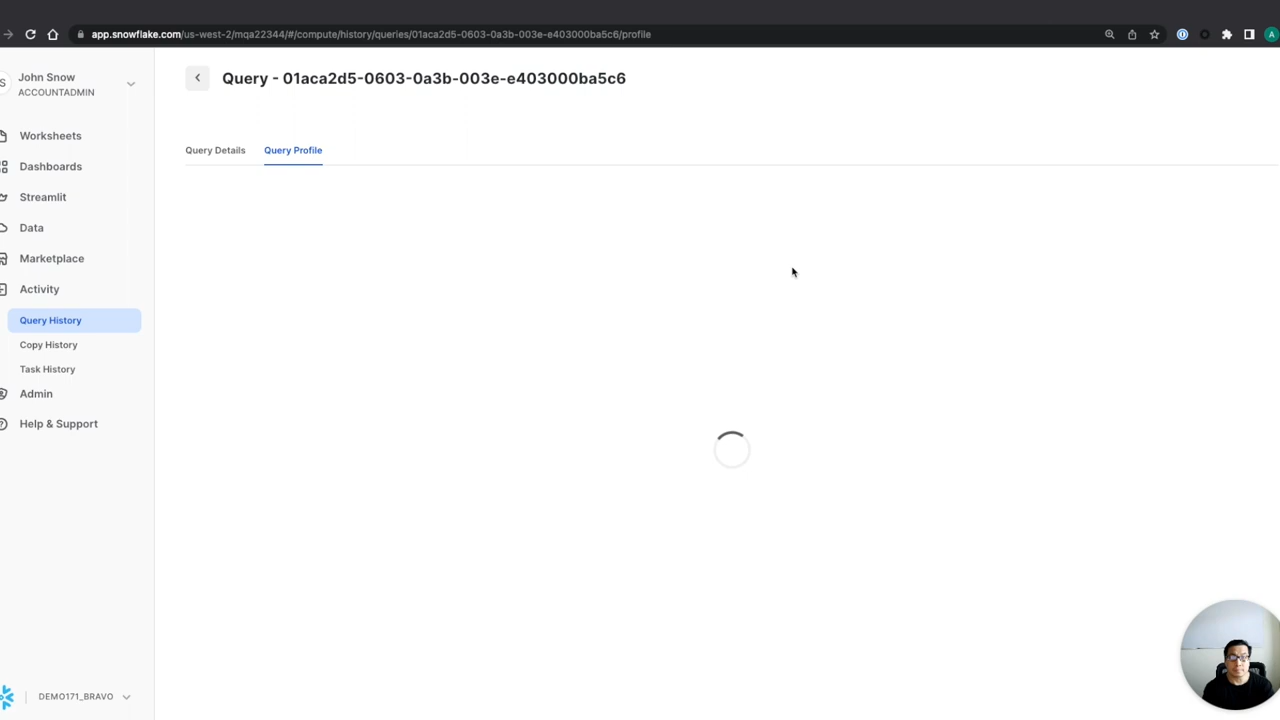 app.snowflake.com/us-west-2/mqa22344/#/compute/history/queries/01aca2d5-0603-0a3b-003e-e403000ba5c6/profile
A
S
John Snow
ACCOUNTADMIN
Query - 01aca2d5-0603-0a3b-003e-e403000ba5c6
Query Details
Query Profile
Worksheets
Dashboards
Streamlit
Data
Marketplace
Activity
Query History
Copy History
Task History
Admin
Help & Support
DEMO171_BRAVO